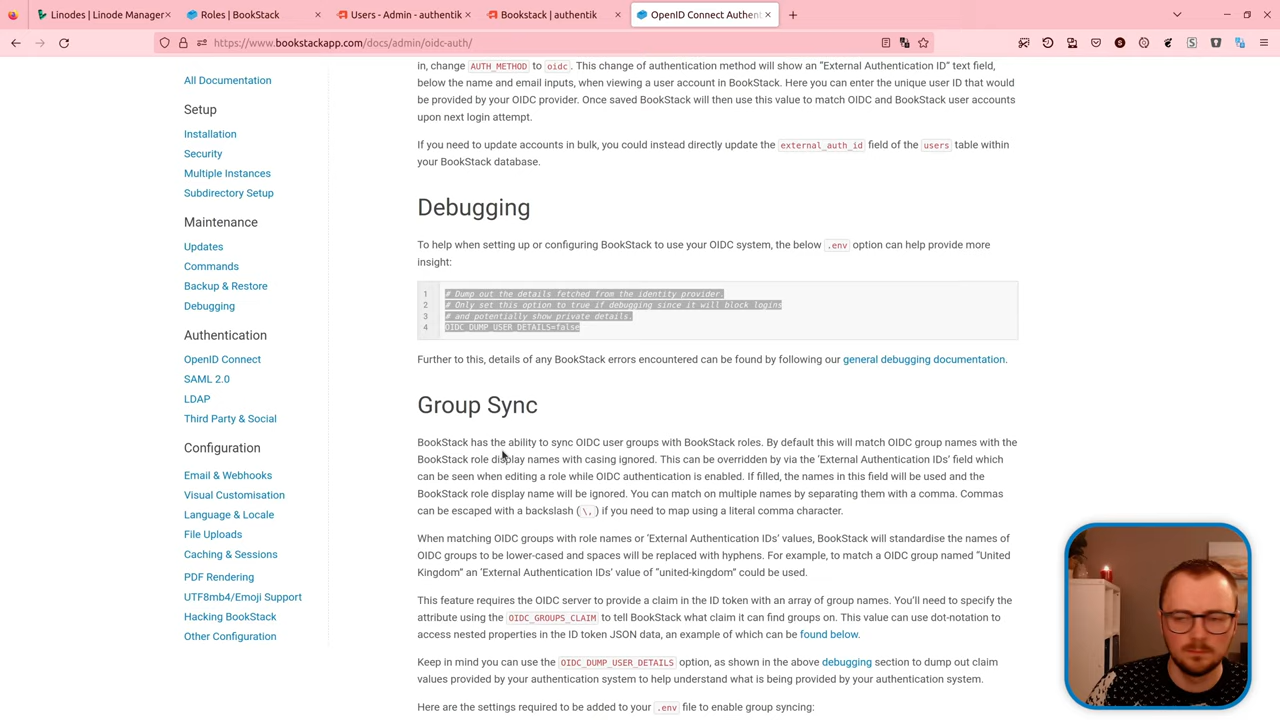 Linodes | Linode Manager
Roles | BookStack
Users - Admin - authentik
Bookstack | authentik
OpenID Connect Authen
https://www.bookstackapp.com/docs/admin/oidc-auth/
All Documentation
Setup
Installation
Security
Multiple Instances
Subdirectory Setup
Maintenance
Updates
Commands
Backup & Restore
Debugging
Authentication
OpenID Connect
SAML 2.0
LDAP
Third Party & Social
Configuration
Email & Webhooks
Visual Customisation
Language & Locale
File Uploads
Caching & Sessions
PDF Rendering
UTF8mb4/Emoji Support
Hacking BookStack
Other Configuration
in, change AUTH_METHOD to oidc. This change of authentication method will show an “External Authentication ID” text field,
below the name and email inputs, when viewing a user account in BookStack. Here you can enter the unique user ID that
would be provided by your OIDC provider. Once saved BookStack will then use this value to match OIDC and BookStack user accounts
upon next login attempt.
If you need to update accounts in bulk, you could instead directly update the external_auth_id field of the users table within
your BookStack database.
Debugging
To help when setting up or configuring BookStack to use your OIDC system, the below .env option can help provide more
insight:
1 # Dump out the details fetched from the identity provider.
2 # Only set this option to true if debugging since it will block logins
3 # and potentially show private details.
4 OIDC_DUMP_USER_DETAILS=false
Further to this, details of any BookStack errors encountered can be found by following our general debugging documentation.
Group Sync
BookStack has the ability to sync OIDC user groups with BookStack roles. By default this will match OIDC group names with the
BookStack role display names with casing ignored. This can be overridden by via the ‘External Authentication IDs’ field which
can be seen when editing a role while OIDC authentication is enabled. If filled, the names in this field will be used and the
BookStack role display name will be ignored. You can match on multiple names by separating them with a comma. Commas
can be escaped with a backslash (\,) if you need to map using a literal comma character.
When matching OIDC groups with role names or ‘External Authentication IDs’ values, BookStack will standardise the names of
OIDC groups to be lower-cased and spaces will be replaced with hyphens. For example, to match a OIDC group named “United
Kingdom” an ‘External Authentication IDs’ value of “united-kingdom” could be used.
This feature requires the OIDC server to provide a claim in the ID token with an array of group names. You’ll need to specify the
attribute using the OIDC_GROUPS_CLAIM to tell BookStack what claim it can find groups on. This value can use dot-notation to
access nested properties in the ID token JSON data, an example of which can be found below.
Keep in mind you can use the OIDC_DUMP_USER_DETAILS option, as shown in the above debugging section to dump out claim
values provided by your authentication system to help understand what is being provided by your authentication system.
Here are the settings required to be added to your .env file to enable group syncing: